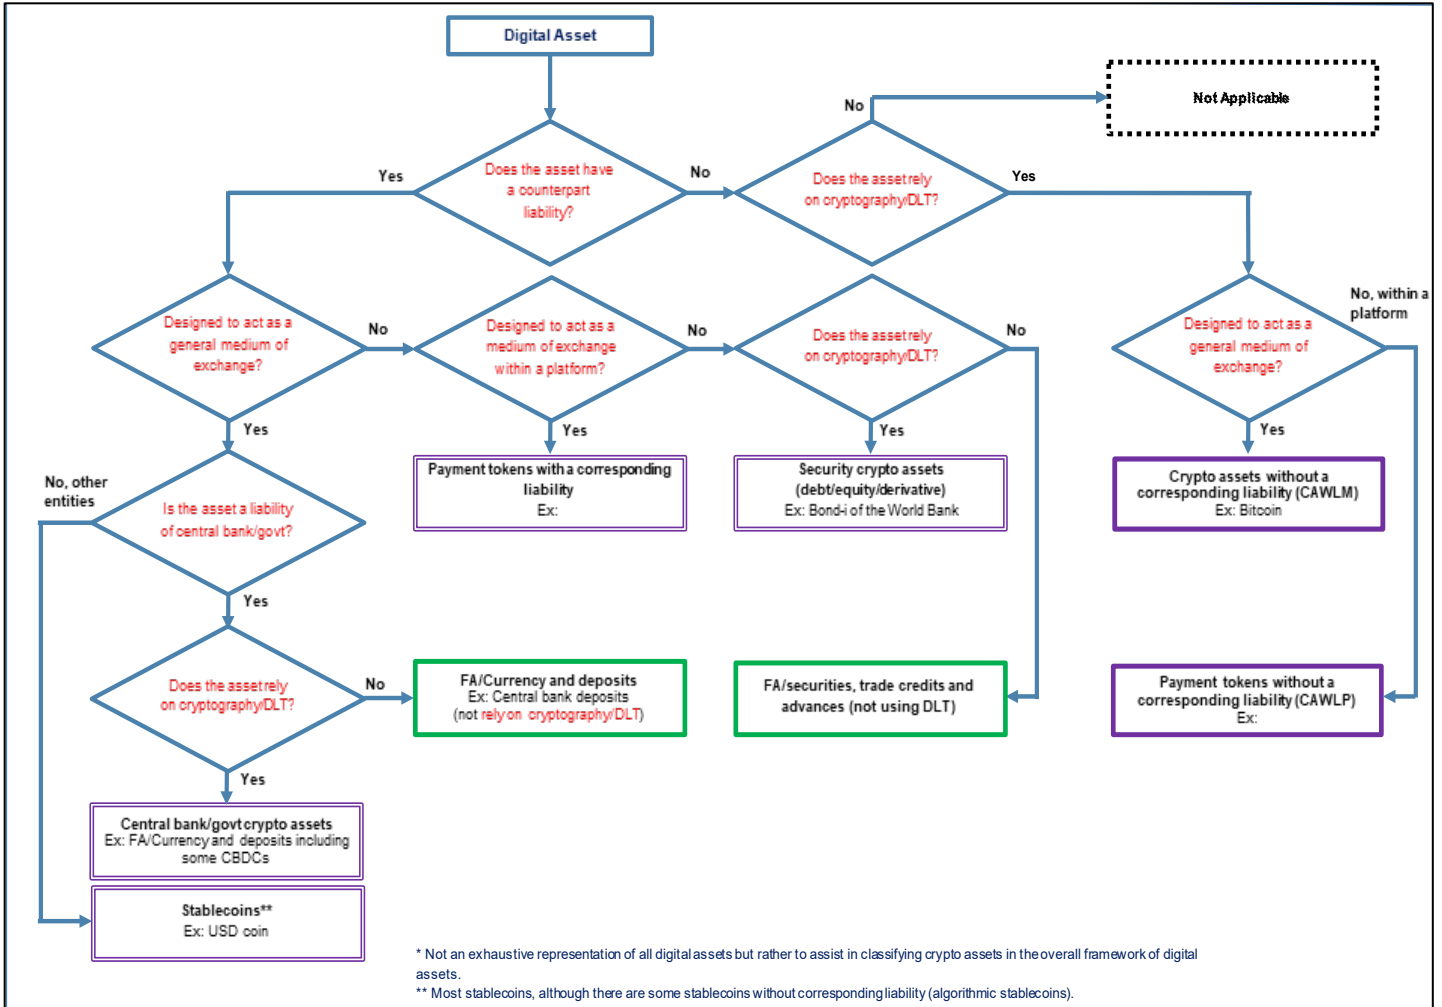 Digital Asset
Not Applicable
No
Does the asset have
a counterpart
liability?
Yes
No
Does the asset rely
on cryptography/DLT?
Yes
Designed to act as a
general medium of
exchange?
No
Designed to act as a
medium of exchange
within a platform?
No
Does the asset rely
on cryptography/DLT?
No
Designed to act as a
general medium of
exchange?
No, within a
platform
Yes
Yes
Yes
Yes
No, other
entities
Is the asset a liability
of central bank/govt?
Payment tokens with a corresponding
liability
Ex:
Security crypto assets
(debt/equity/derivative)
Ex: Bond-i of the World Bank
Crypto assets without a
corresponding liability (CAWLM)
Ex: Bitcoin
Yes
Does the asset rely
on cryptography/DLT?
No
FA/Currency and deposits
Ex: Central bank deposits
(not rely on cryptography/DLT)
FA/securities, trade credits and
advances (not using DLT)
Payment tokens without a
corresponding liability (CAWLP)
Ex:
Yes
Central bank/govt crypto assets
Ex: FA/Currency and deposits including
some CBDCs
Stablecoins**
Ex: USD coin
* Not an exhaustive representation of all digital assets but rather to assist in classifying crypto assets in the overall framework of digital
assets.
** Most stablecoins, although there are some stablecoins without corresponding liability (algorithmic stablecoins).